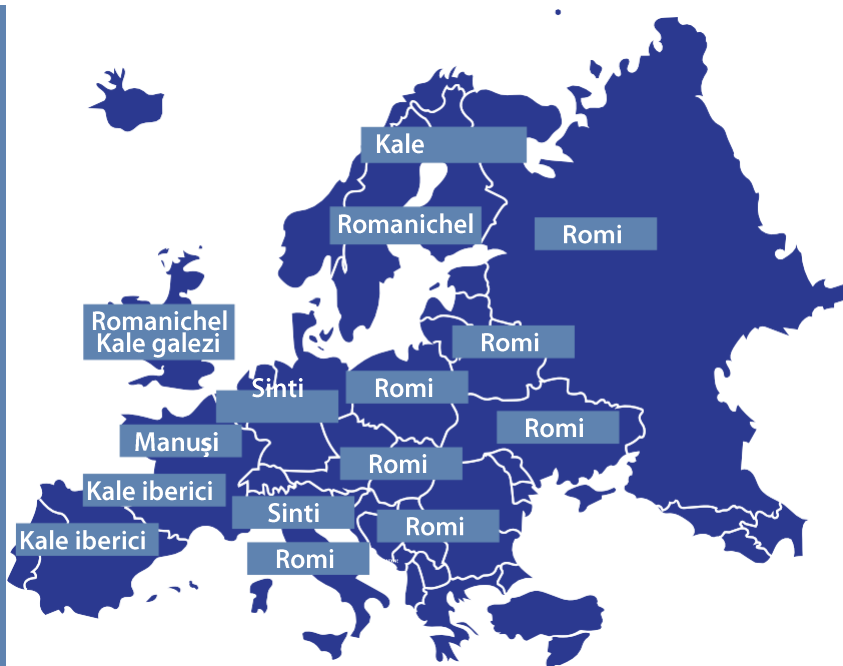 Kale
Romanichel
Romi
Romanichel
Kale galezi
Romi
Sinti
Romi
Romi
Manuși
Romi
Kale iberici
Sinti
Romi
Kale iberici
Romi